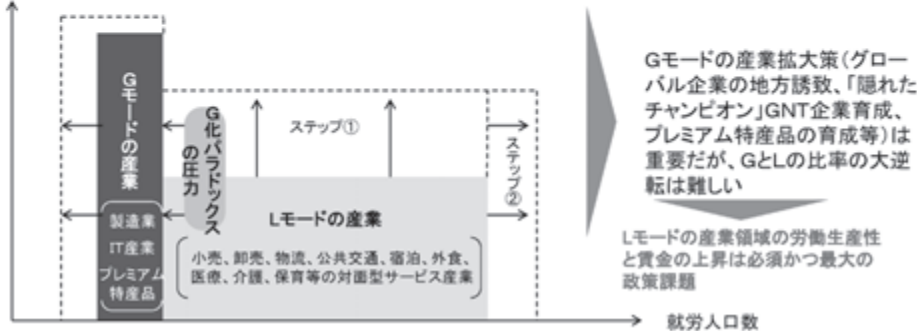 Gモードの産業
製造業
IT産業
プレミアム
特産品
G化パラドックス
の圧力
ステップ①
ステップ②
Lモードの産業
小売、卸売、物流、公共交通、宿泊、外食、
医療、介護、保育等の対面型サービス産業
就労人口数
Gモードの産業拡大策(グロー
バル企業の地方誘致、「隠れた
チャンピオン」GNT企業育成、
プレミアム特産品の育成等)は
重要だが、GとLの比率の大逆
転は難しい
Lモードの産業領域の労働生産性
と賃金の上昇は必須かつ最大の
政策課題